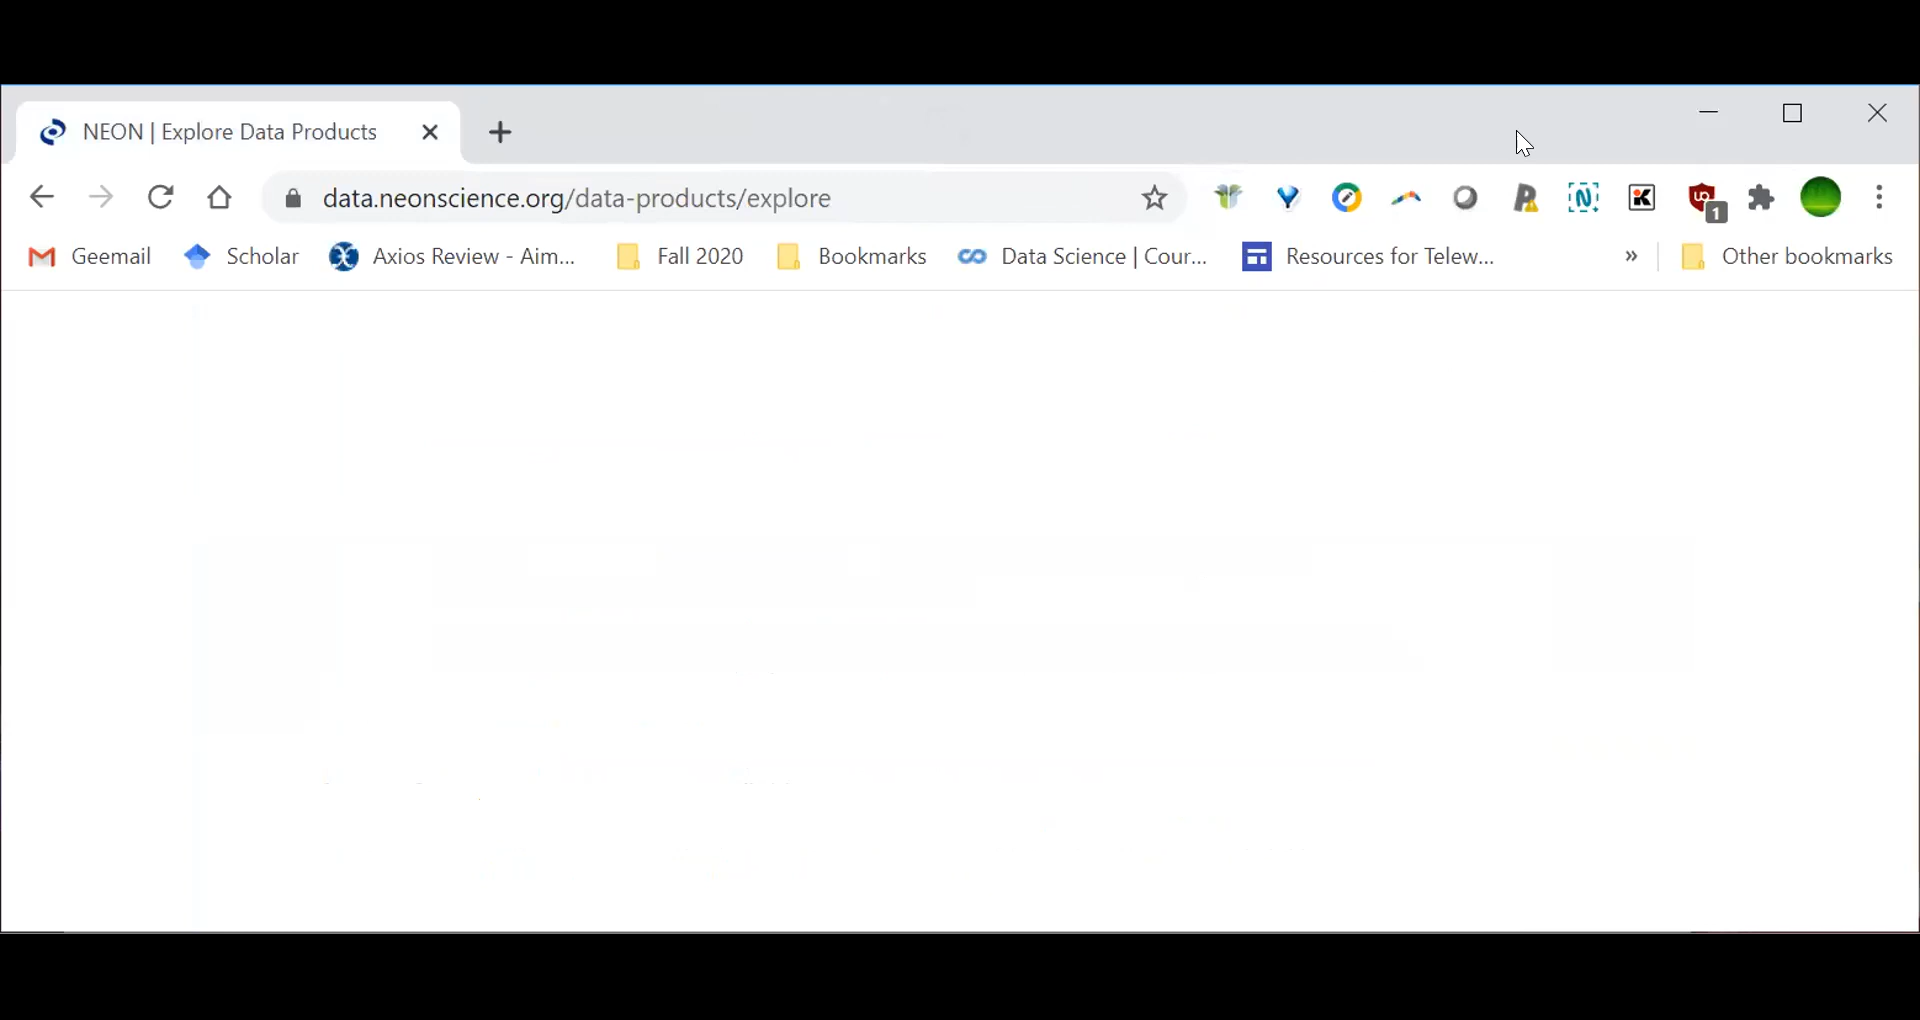 NEON | Explore Data Products
data.neonscience.org/data-products/explore
1
Geemail Scholar Axios Review - Aim... Fall 2020 Bookmarks Data Science | Cour... Resources for Telew... » Other bookmarks